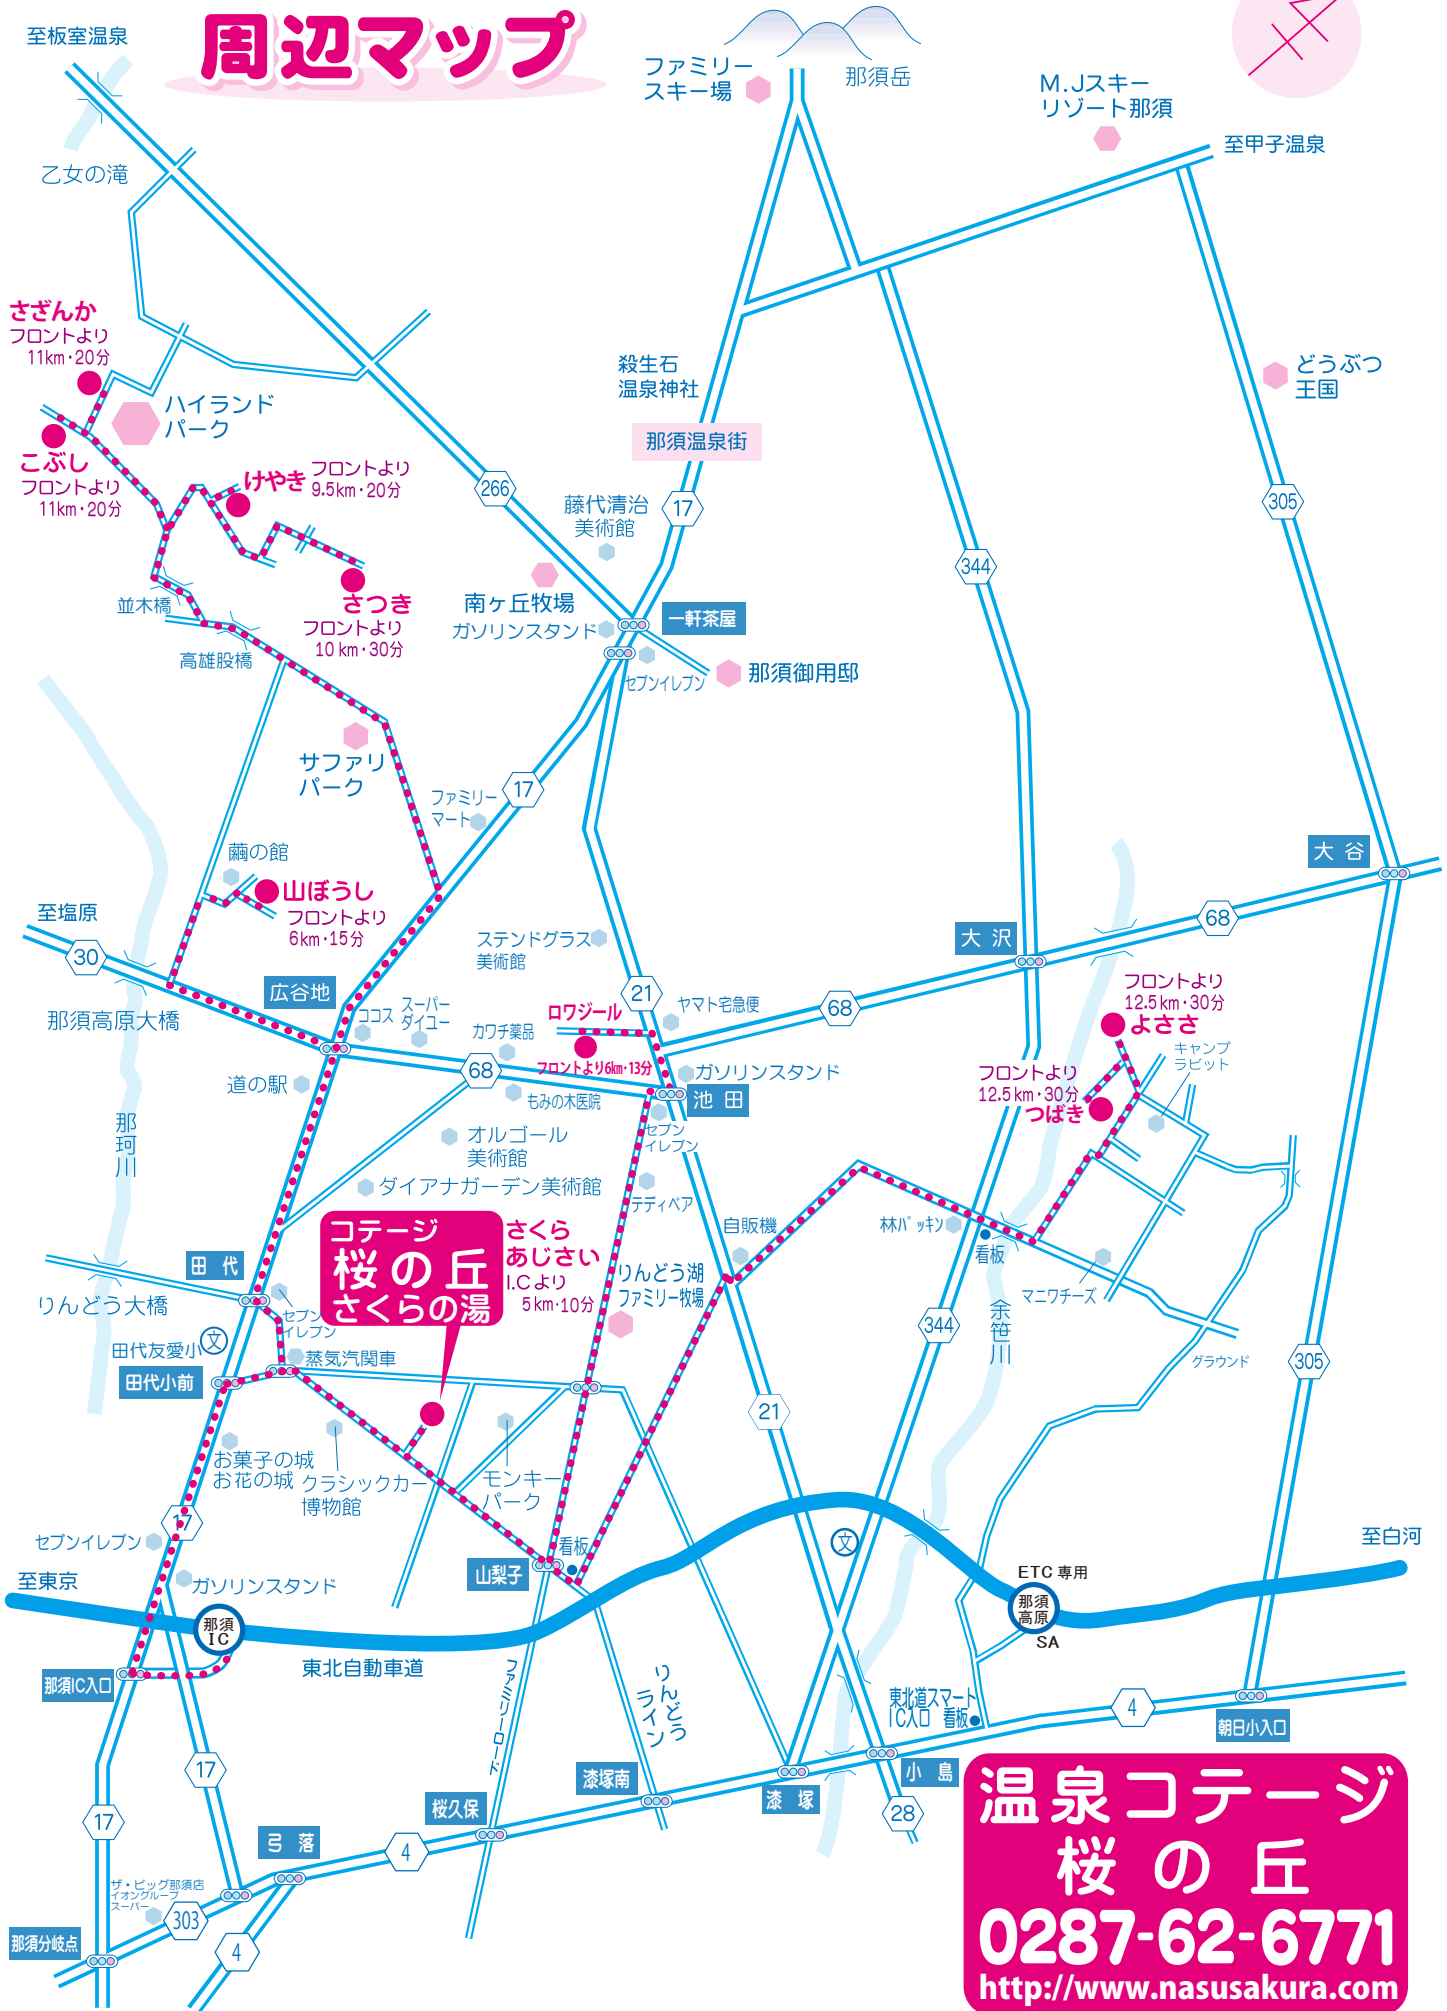 周辺マップ
至板室温泉
乙女の滝
ファミリー
スキー場
那須岳
M.Jスキー
リゾート那須
至甲子温泉
さざんか
フロントより
11km・20分
ハイランド
パーク
こぶし
フロントより
11km・20分
けやき
フロントより
9.5km・20分
さつき
フロントより
10km・30分
並木橋
高雄股橋
殺生石
温泉神社
那須温泉街
どうぶつ
王国
266
17
305
344
藤代清治
美術館
南ヶ丘牧場
ガソリンスタンド
一軒茶屋
セブンイレブン
那須御用邸
サファリ
パーク
ファミリー
マート
17
繭の館
山ぼうし
フロントより
6km・15分
至塩原
30
広谷地
那須高原大橋
ココス
スーパー
ダイユー
ステンドグラス
美術館
カワチ薬品
ロワジール
フロントより6km・13分
21
ヤマト宅急便
68
大沢
68
大谷
68
道の駅
もみの木医院
ガソリンスタンド
池田
セブン
イレブン
フロントより
12.5km・30分
よささ
キャンプ
ラビット
フロントより
12.5km・30分
つばき
那珂川
オルゴール
美術館
ダイアナガーデン美術館
テディベア
自販機
林パッキン
看板
マニワチーズ
余笹川
グラウンド
田代
りんどう大橋
コテージ
桜の丘
さくらの湯
さくら
あじさい
I.Cより
5km・10分
りんどう湖
ファミリー牧場
セブン
イレブン
文
田代友愛小
田代小前
蒸気汽関車
344
305
21
お菓子の城
お花の城
クラシックカー
博物館
モンキー
パーク
17
セブンイレブン
看板
山梨子
文
至白河
至東京
ガソリンスタンド
那須
IC
ETC専用
那須
高原
SA
東北自動車道
那須IC入口
ファミリーロード
りんどう
ライン
東北道スマート
IC入口 看板
4
朝日小入口
17
17
漆塚南
漆塚
小島
28
桜久保
4
弓落
ザ・ビッグ那須店
イオングループ
スーパー
303
4
那須分岐点
温泉コテージ
桜の丘
0287-62-6771
http://www.nasusakura.com